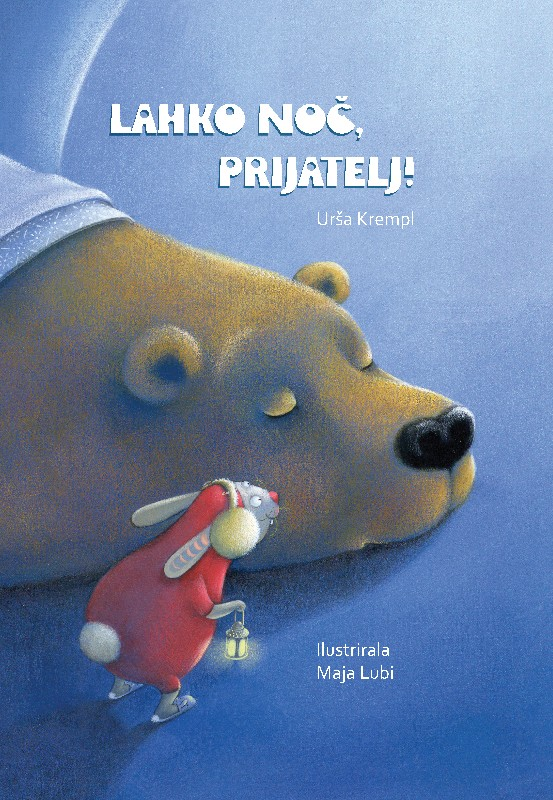 LAHKO NOČ,
PRIJATELJ!
Urša Krempl
Ilustrirala
Maja Lubi